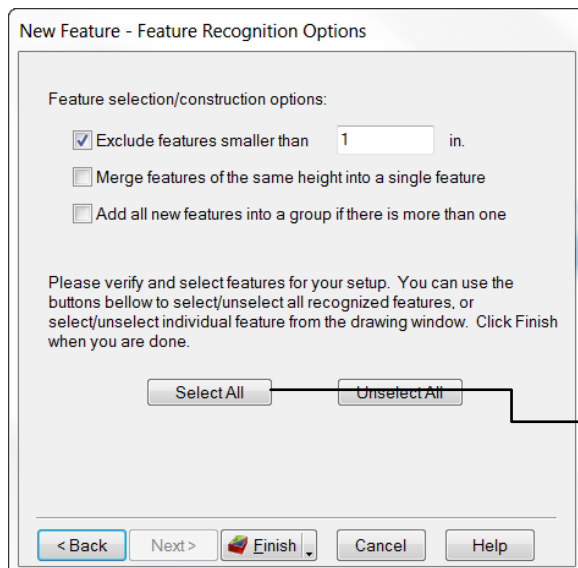 New Feature - Feature Recognition Options
Feature selection/construction options:
Exclude features smaller than 1 in.
Merge features of the same height into a single feature
Add all new features into a group if there is more than one
Please verify and select features for your setup. You can use the
buttons bellow to select/unselect all recognized features, or
select/unselect individual feature from the drawing window. Click Finish
when you are done.
Select All Unselect All
< Back Next > Finish Cancel Help